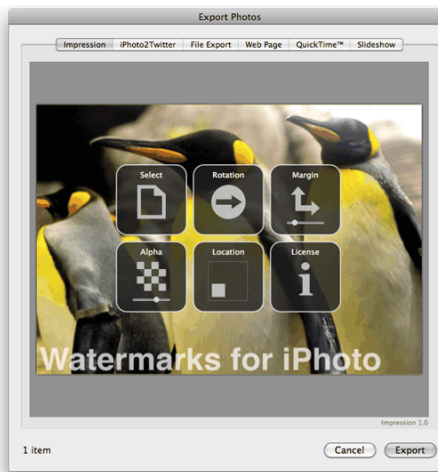 Export Photos
Impression iPhoto2Twitter File Export Web Page QuickTime™ Slideshow
Select Rotation Margin
Alpha Location License
i
Watermarks for iPhoto
Impression 1.0
1 item Cancel Export